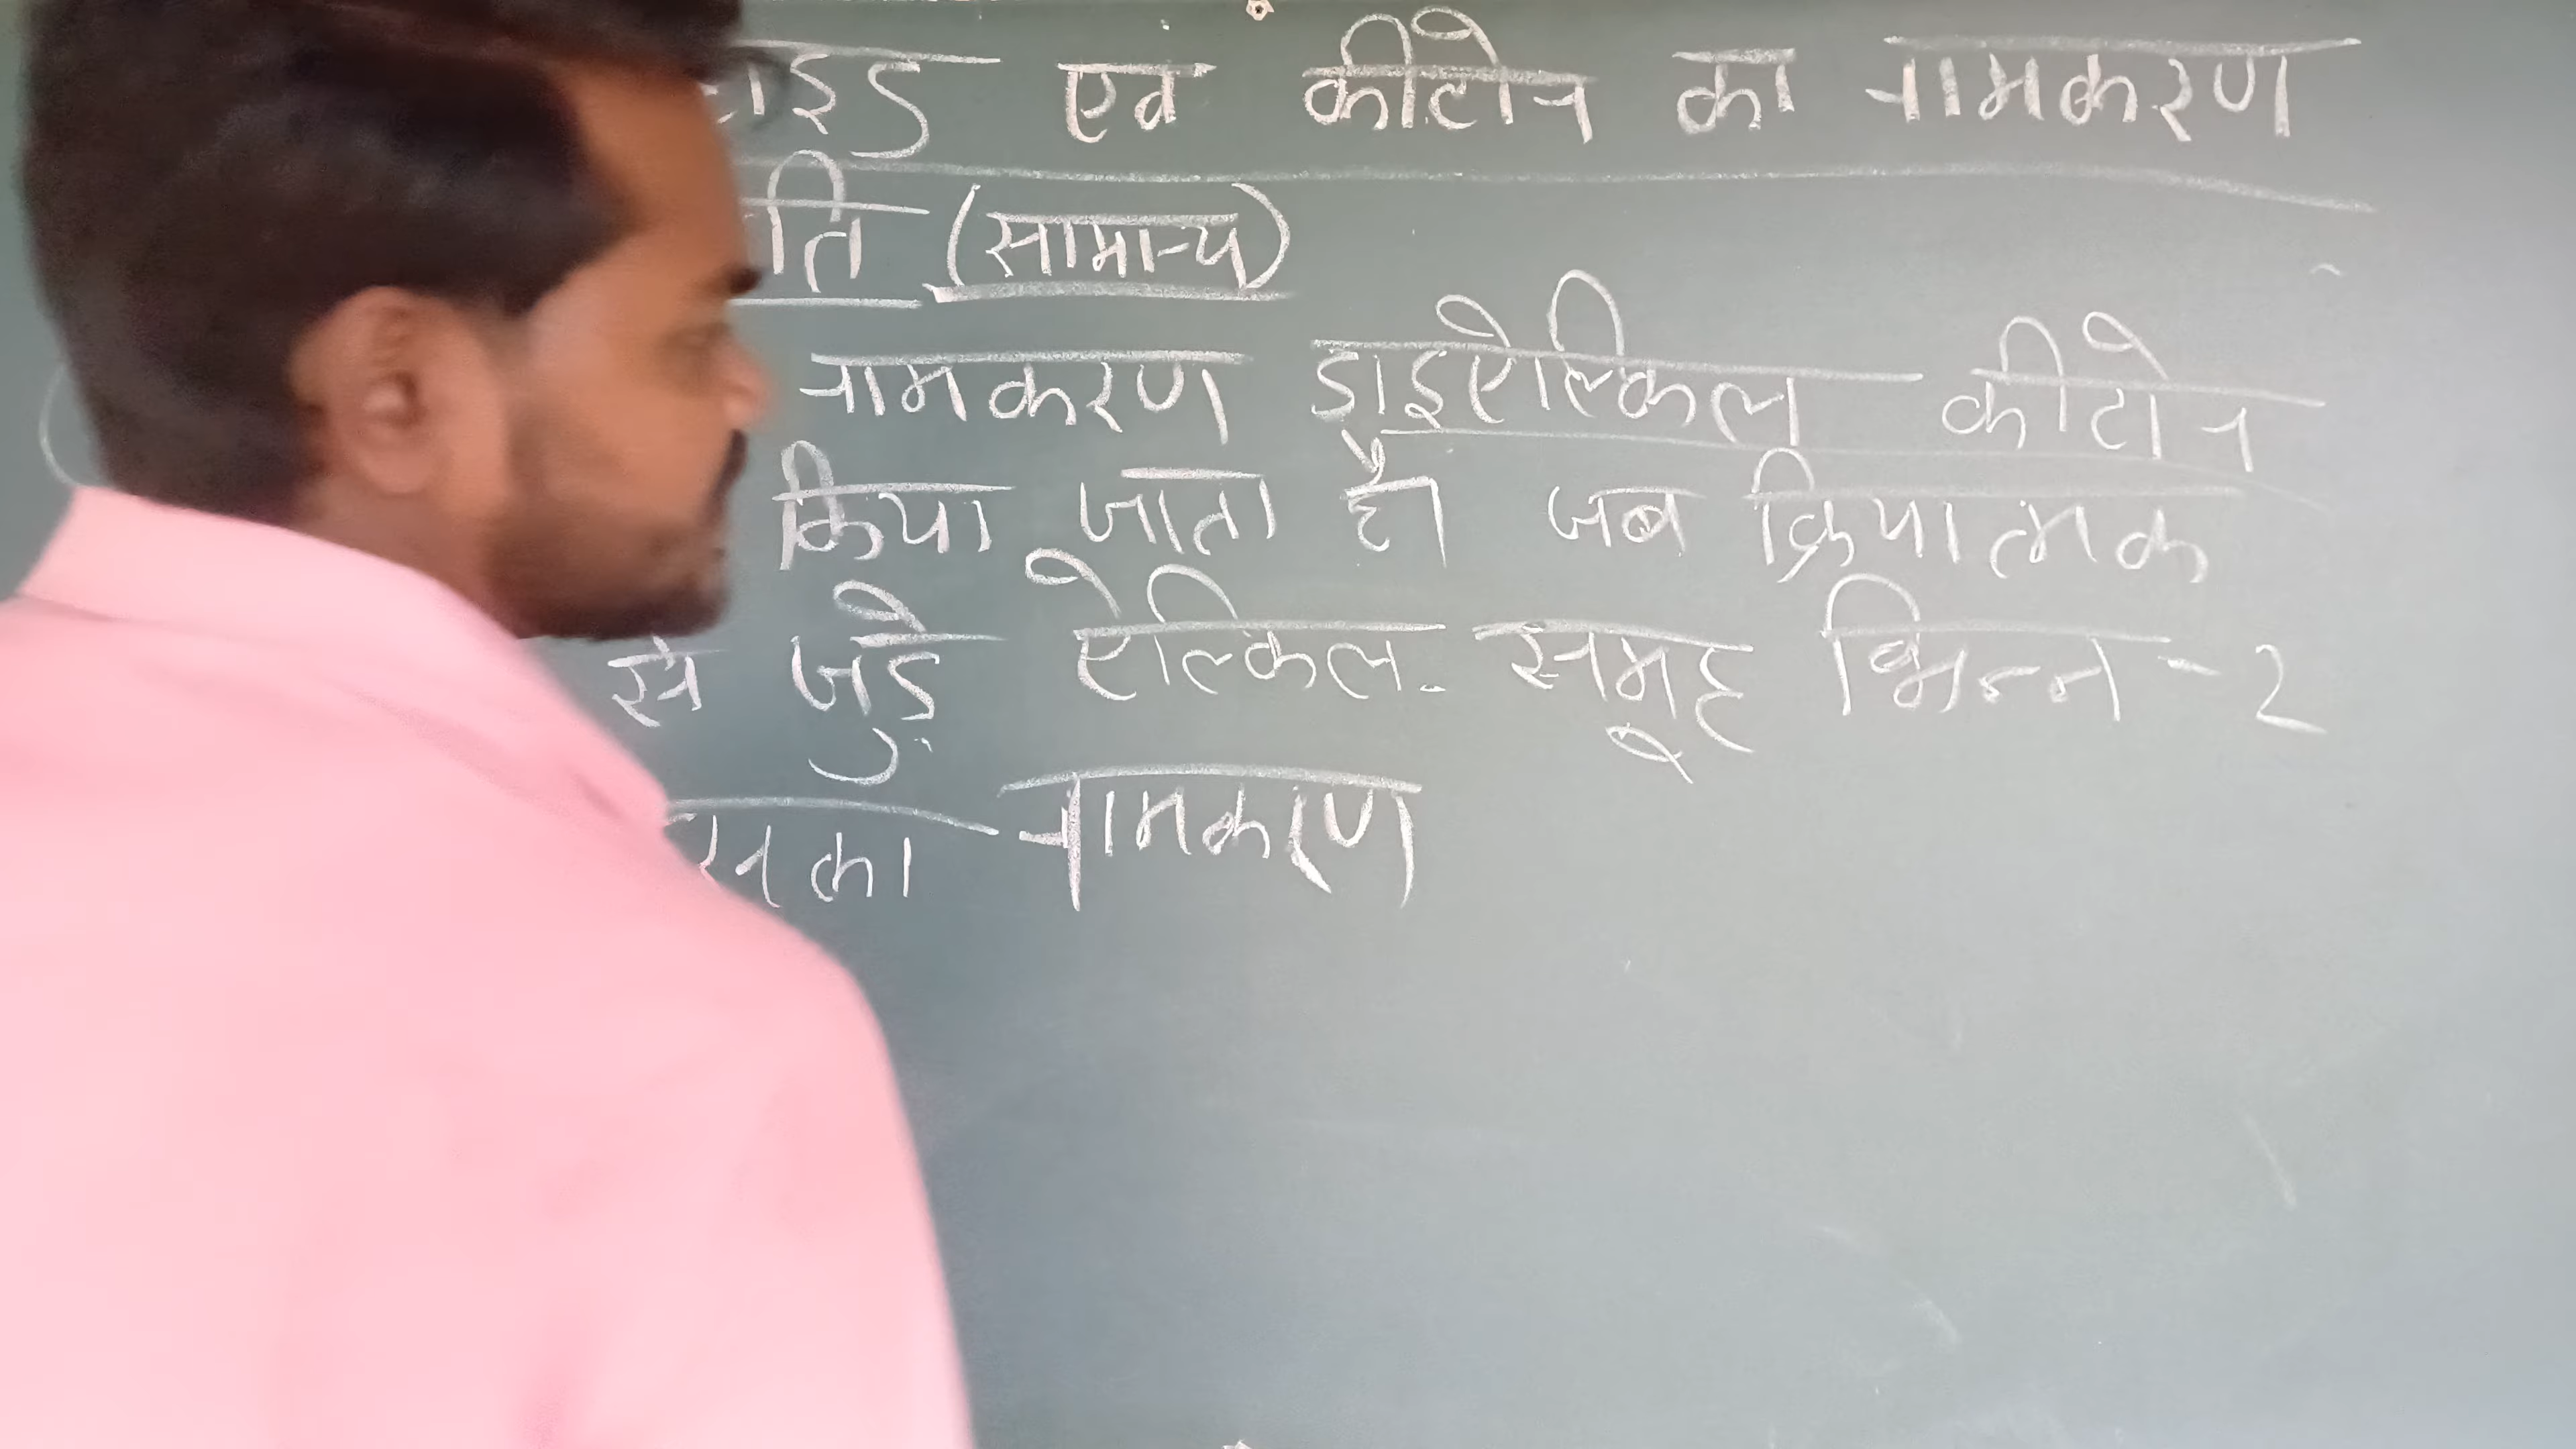 एवं कीटोन का नामकरण
(सामान्य)
नामकरण डाइऐल्किल कीटोन
किया जाता है। जब क्रियात्मक
से जुड़े ऐल्किल समूह भिन्न-2
नामकरण